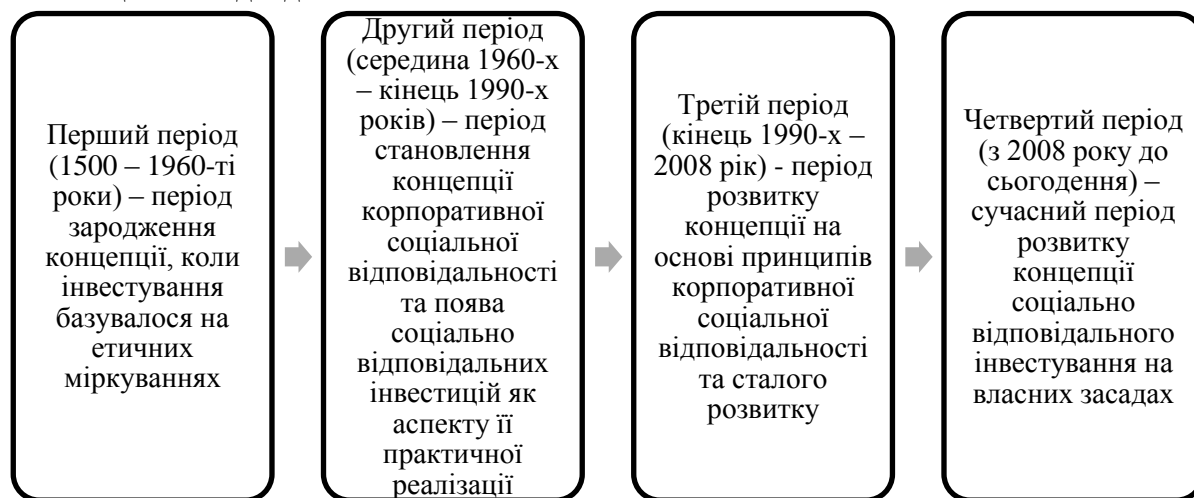 Перший період
(1500 – 1960-ті
роки) – період
зародження
концепції, коли
інвестування
базувалося на
етичних
міркуваннях
Другий період
(середина 1960-х
– кінець 1990-х
років) – період
становлення
концепції
корпоративної
соціальної
відповідальності
та поява
соціально
відповідальних
інвестицій як
аспекту її
практичної
реалізації
Третій період
(кінець 1990-х –
2008 рік) - період
розвитку
концепції на
основі принципів
корпоративної
соціальної
відповідальності
та сталого
розвитку
Четвертий період
(з 2008 року до
сьогодення) –
сучасний період
розвитку
концепції
соціально
відповідального
інвестування на
власних засадах